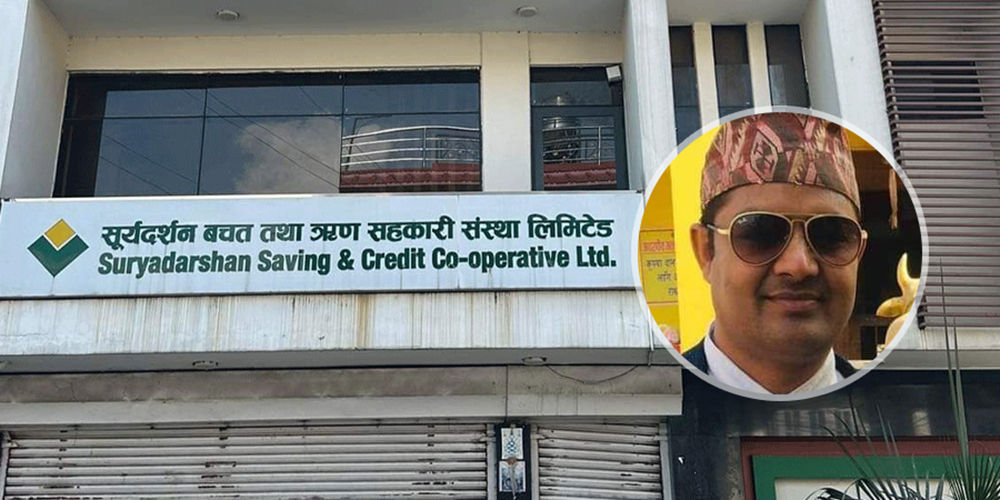 सूर्यदर्शन बचत तथा ऋण सहकारी संस्था लिमिटेड
Suryadarshan Saving & Credit Co-operative Ltd.